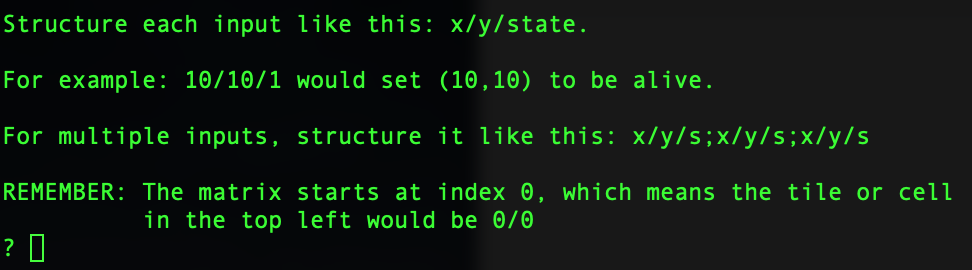 Structure each input like this: x/y/state.
For example: 10/10/1 would set (10,10) to be alive.
For multiple inputs, structure it like this: x/y/s;x/y/s;x/y/s
REMEMBER: The matrix starts at index 0, which means the tile or cell
in the top left would be 0/0
?